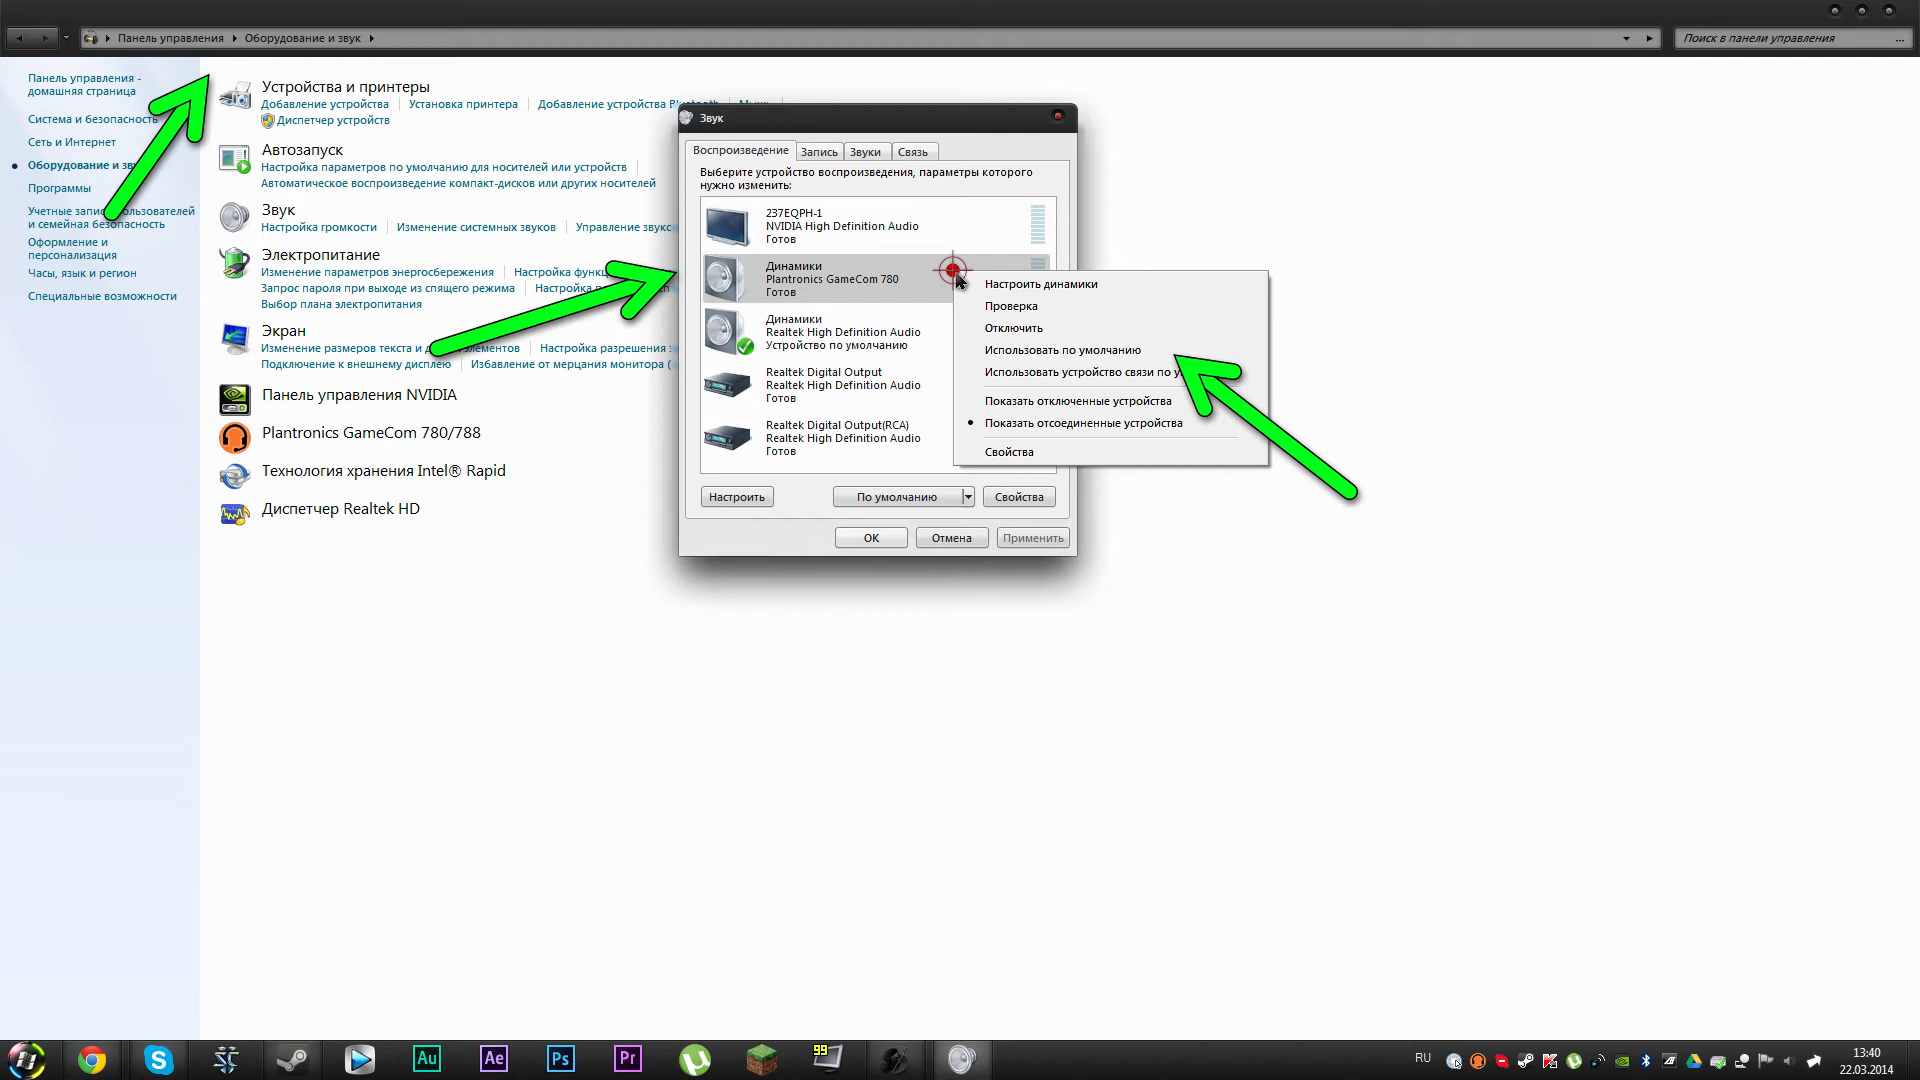 Панель управления
Оборудование и звук
Поиск в панели управления
Панель управления -
домашняя страница
Система и безопасность
Сеть и Интернет
Оборудование и
Программы
Учетные пользователей
и семейная безопасность
Оформление и
персонализация
Часы, язык и регион
Специальные возможности
Устройства и принтеры
Добавление устройства
Установка принтера
Добавление устройства
Диспетчер устройств
Автозапуск
Настройка параметров по умолчанию для носителей или устройств
Автоматическое воспроизведение компакт-дисков или других носителей
Звук
Настройка громкости
Изменение системных звуков
Управление
Электропитание
Изменение параметров энергосбережения
Настройка
Запрос пароля при выходе из спящего режима
Настройка
Выбор плана электропитания
Экран
Изменение размеров текста и элементов
Настройка разрешения
Подключение к внешнему дисплею
Избавление от мерцания монитора (
Панель управления NVIDIA
Plantronics GameCom 780/788
Технология хранения Intel® Rapid
Диспетчер Realtek HD
Звук
Воспроизведение
Запись
Звуки
Связь
Выберите устройство воспроизведения, параметры которого
нужно изменить:
237EQPH-1
NVIDIA High Definition Audio
Готов
Динамики
Plantronics GameCom 780
Готов
Динамики
Realtek High Definition Audio
Устройство по умолчанию
Realtek Digital Output
Realtek High Definition Audio
Готов
Realtek Digital Output(RCA)
Realtek High Definition Audio
Готов
Настроить динамики
Проверка
Отключить
Использовать по умолчанию
Использовать устройство связи по
Показать отключенные устройства
Показать отсоединенные устройства
Свойства
Настроить
По умолчанию
Свойства
OK
Отмена
Применить
Au
Ae
Ps
Pr
99
RU
13:40
22.03.2014